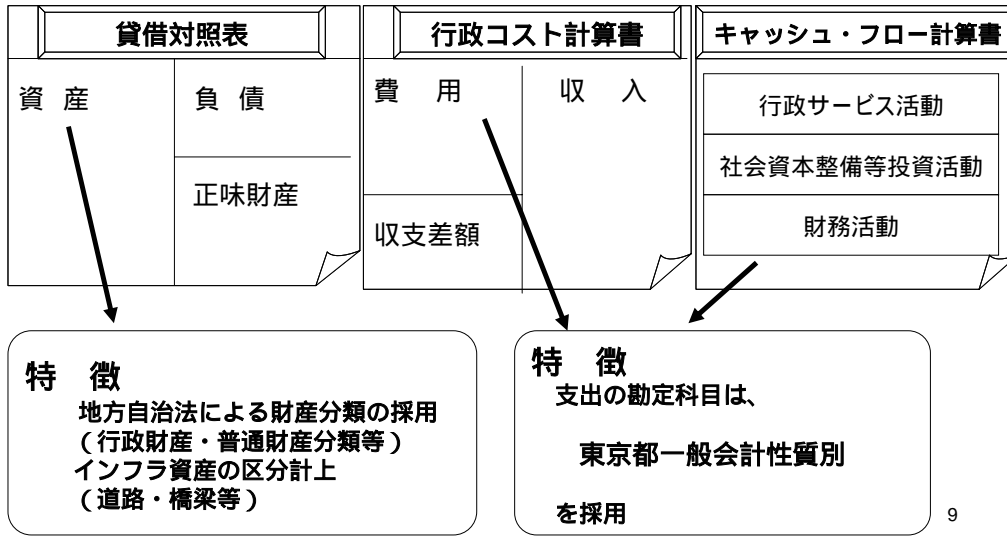 貸借対照表
資 産
負 債
正味財産
行政コスト計算書
費 用
収 入
収支差額
キャッシュ・フロー計算書
行政サービス活動
社会資本整備等投資活動
財務活動
特 徴
地方自治法による財産分類の採用
(行政財産・普通財産分類等)
インフラ資産の区分計上
(道路・橋梁等)
特 徴
支出の勘定科目は、
東京都一般会計性質別
を採用
9